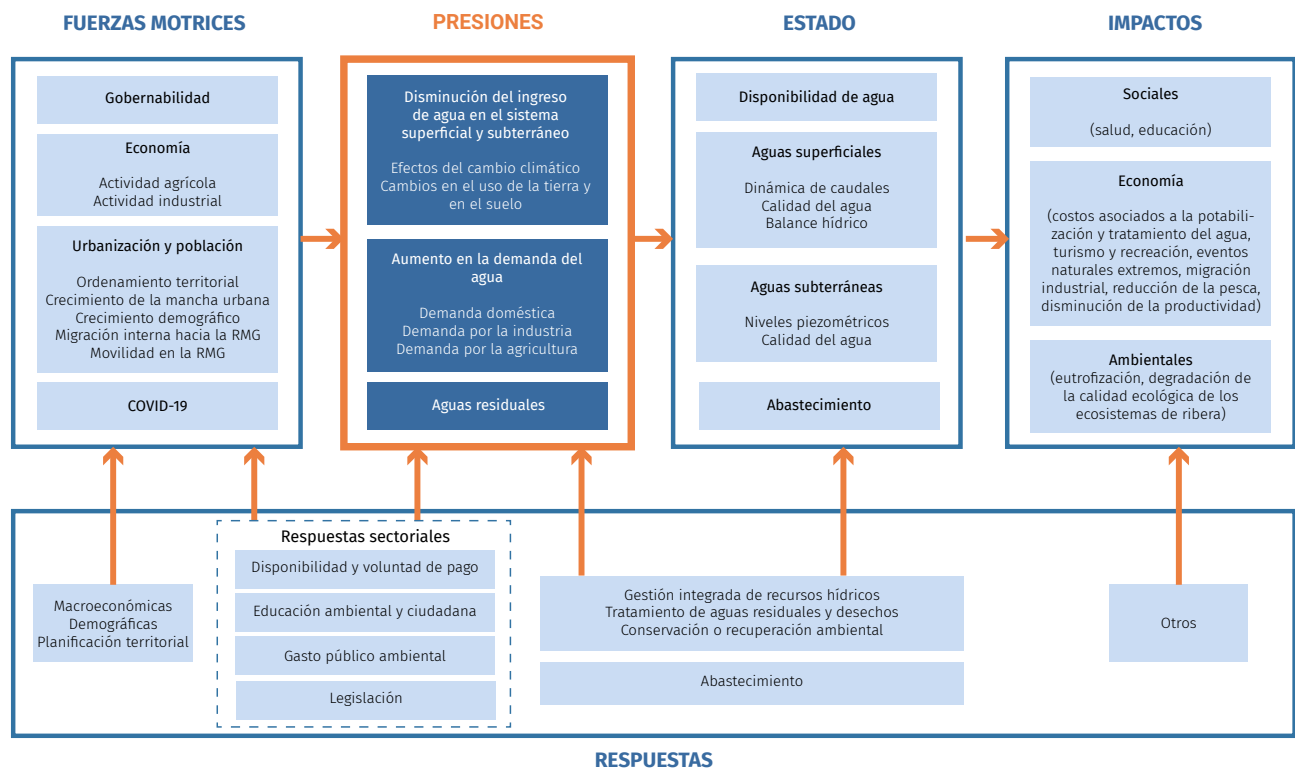 FUERZAS MOTRICES
Gobernabilidad
Economía
Actividad agrícola
Actividad industrial
Urbanización y población
Ordenamiento territorial
Crecimiento de la mancha urbana
Crecimiento demográfico
Migración interna hacia la RMG
Movilidad en la RMG
COVID-19
PRESIONES
Disminución del ingreso
de agua en el sistema
superficial y subterráneo
Efectos del cambio climático
Cambios en el uso de la tierra y
en el suelo
Aumento en la demanda del
agua
Demanda doméstica
Demanda por la industria
Demanda por la agricultura
Aguas residuales
ESTADO
Disponibilidad de agua
Aguas superficiales
Dinámica de caudales
Calidad del agua
Balance hídrico
Aguas subterráneas
Niveles piezométricos
Calidad del agua
Abastecimiento
IMPACTOS
Sociales
(salud, educación)
Economía
(costos asociados a la potabili-
zación y tratamiento del agua,
turismo y recreación, eventos
naturales extremos, migración
industrial, reducción de la pesca,
disminución de la productividad)
Ambientales
(eutrofización, degradación de
la calidad ecológica de los
ecosistemas de ribera)
Macroeconómicas
Demográficas
Planificación territorial
Respuestas sectoriales
Disponibilidad y voluntad de pago
Educación ambiental y ciudadana
Gasto público ambiental
Legislación
Gestión integrada de recursos hídricos
Tratamiento de aguas residuales y desechos
Conservación o recuperación ambiental
Abastecimiento
Otros
RESPUESTAS